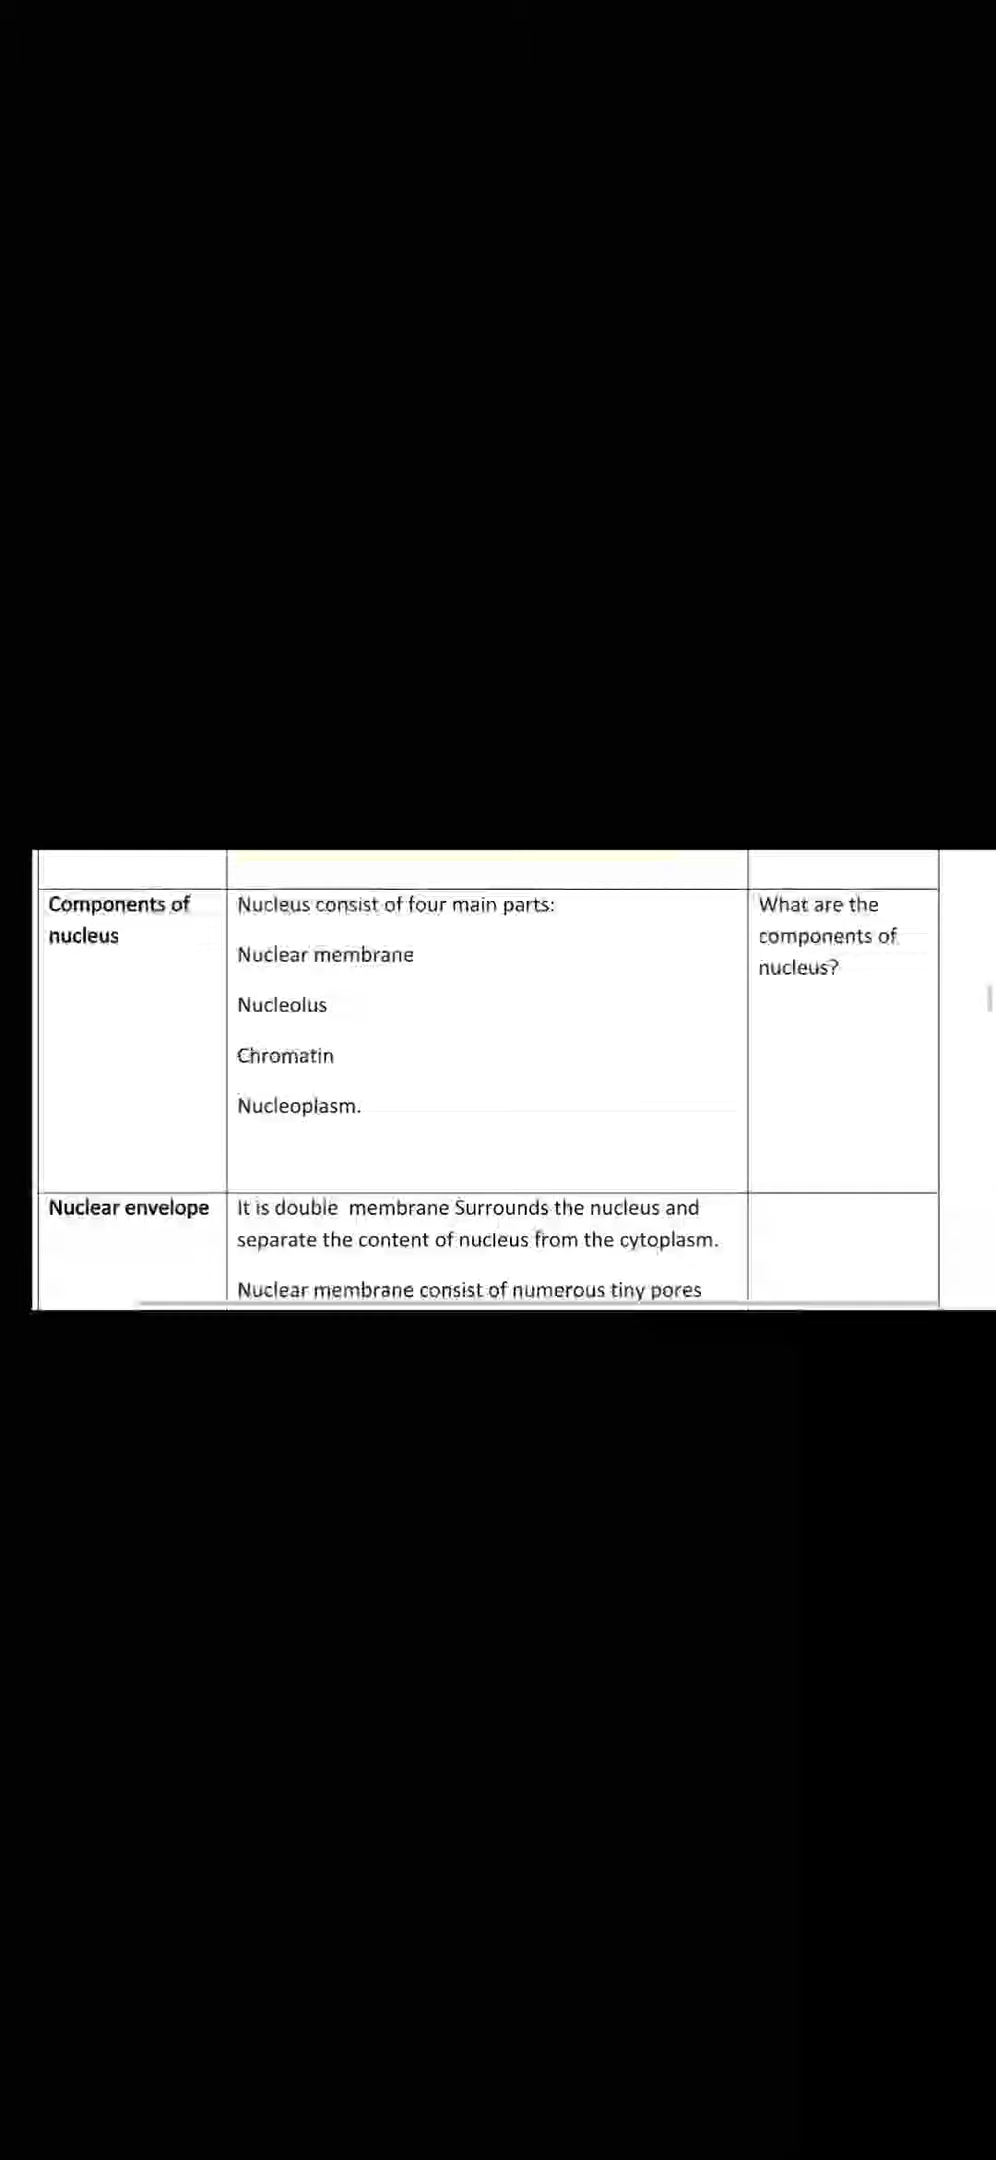 Components of
nucleus
Nucleus consist of four main parts:
Nuclear membrane
Nucleolus
Chromatin
Nucleoplasm.
What are the
components of
nucleus?
Nuclear envelope
It is double membrane Surrounds the nucleus and
separate the content of nucleus from the cytoplasm.
Nuclear membrane consist of numerous tiny pores